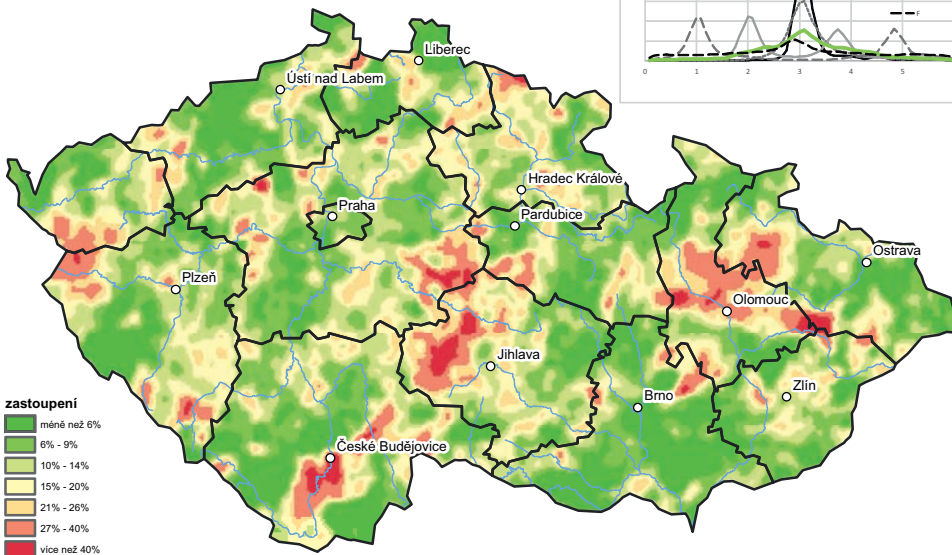 F
0 1 2 3 4 5
Liberec
Ústí nad Labem
Hradec Králové
Praha
Pardubice
Ostrava
Plzeň
Olomouc
Jihlava
Zlín
Brno
České Budějovice
zastoupení
méně než 6%
6% - 9%
10% - 14%
15% - 20%
21% - 26%
27% - 40%
více než 40%